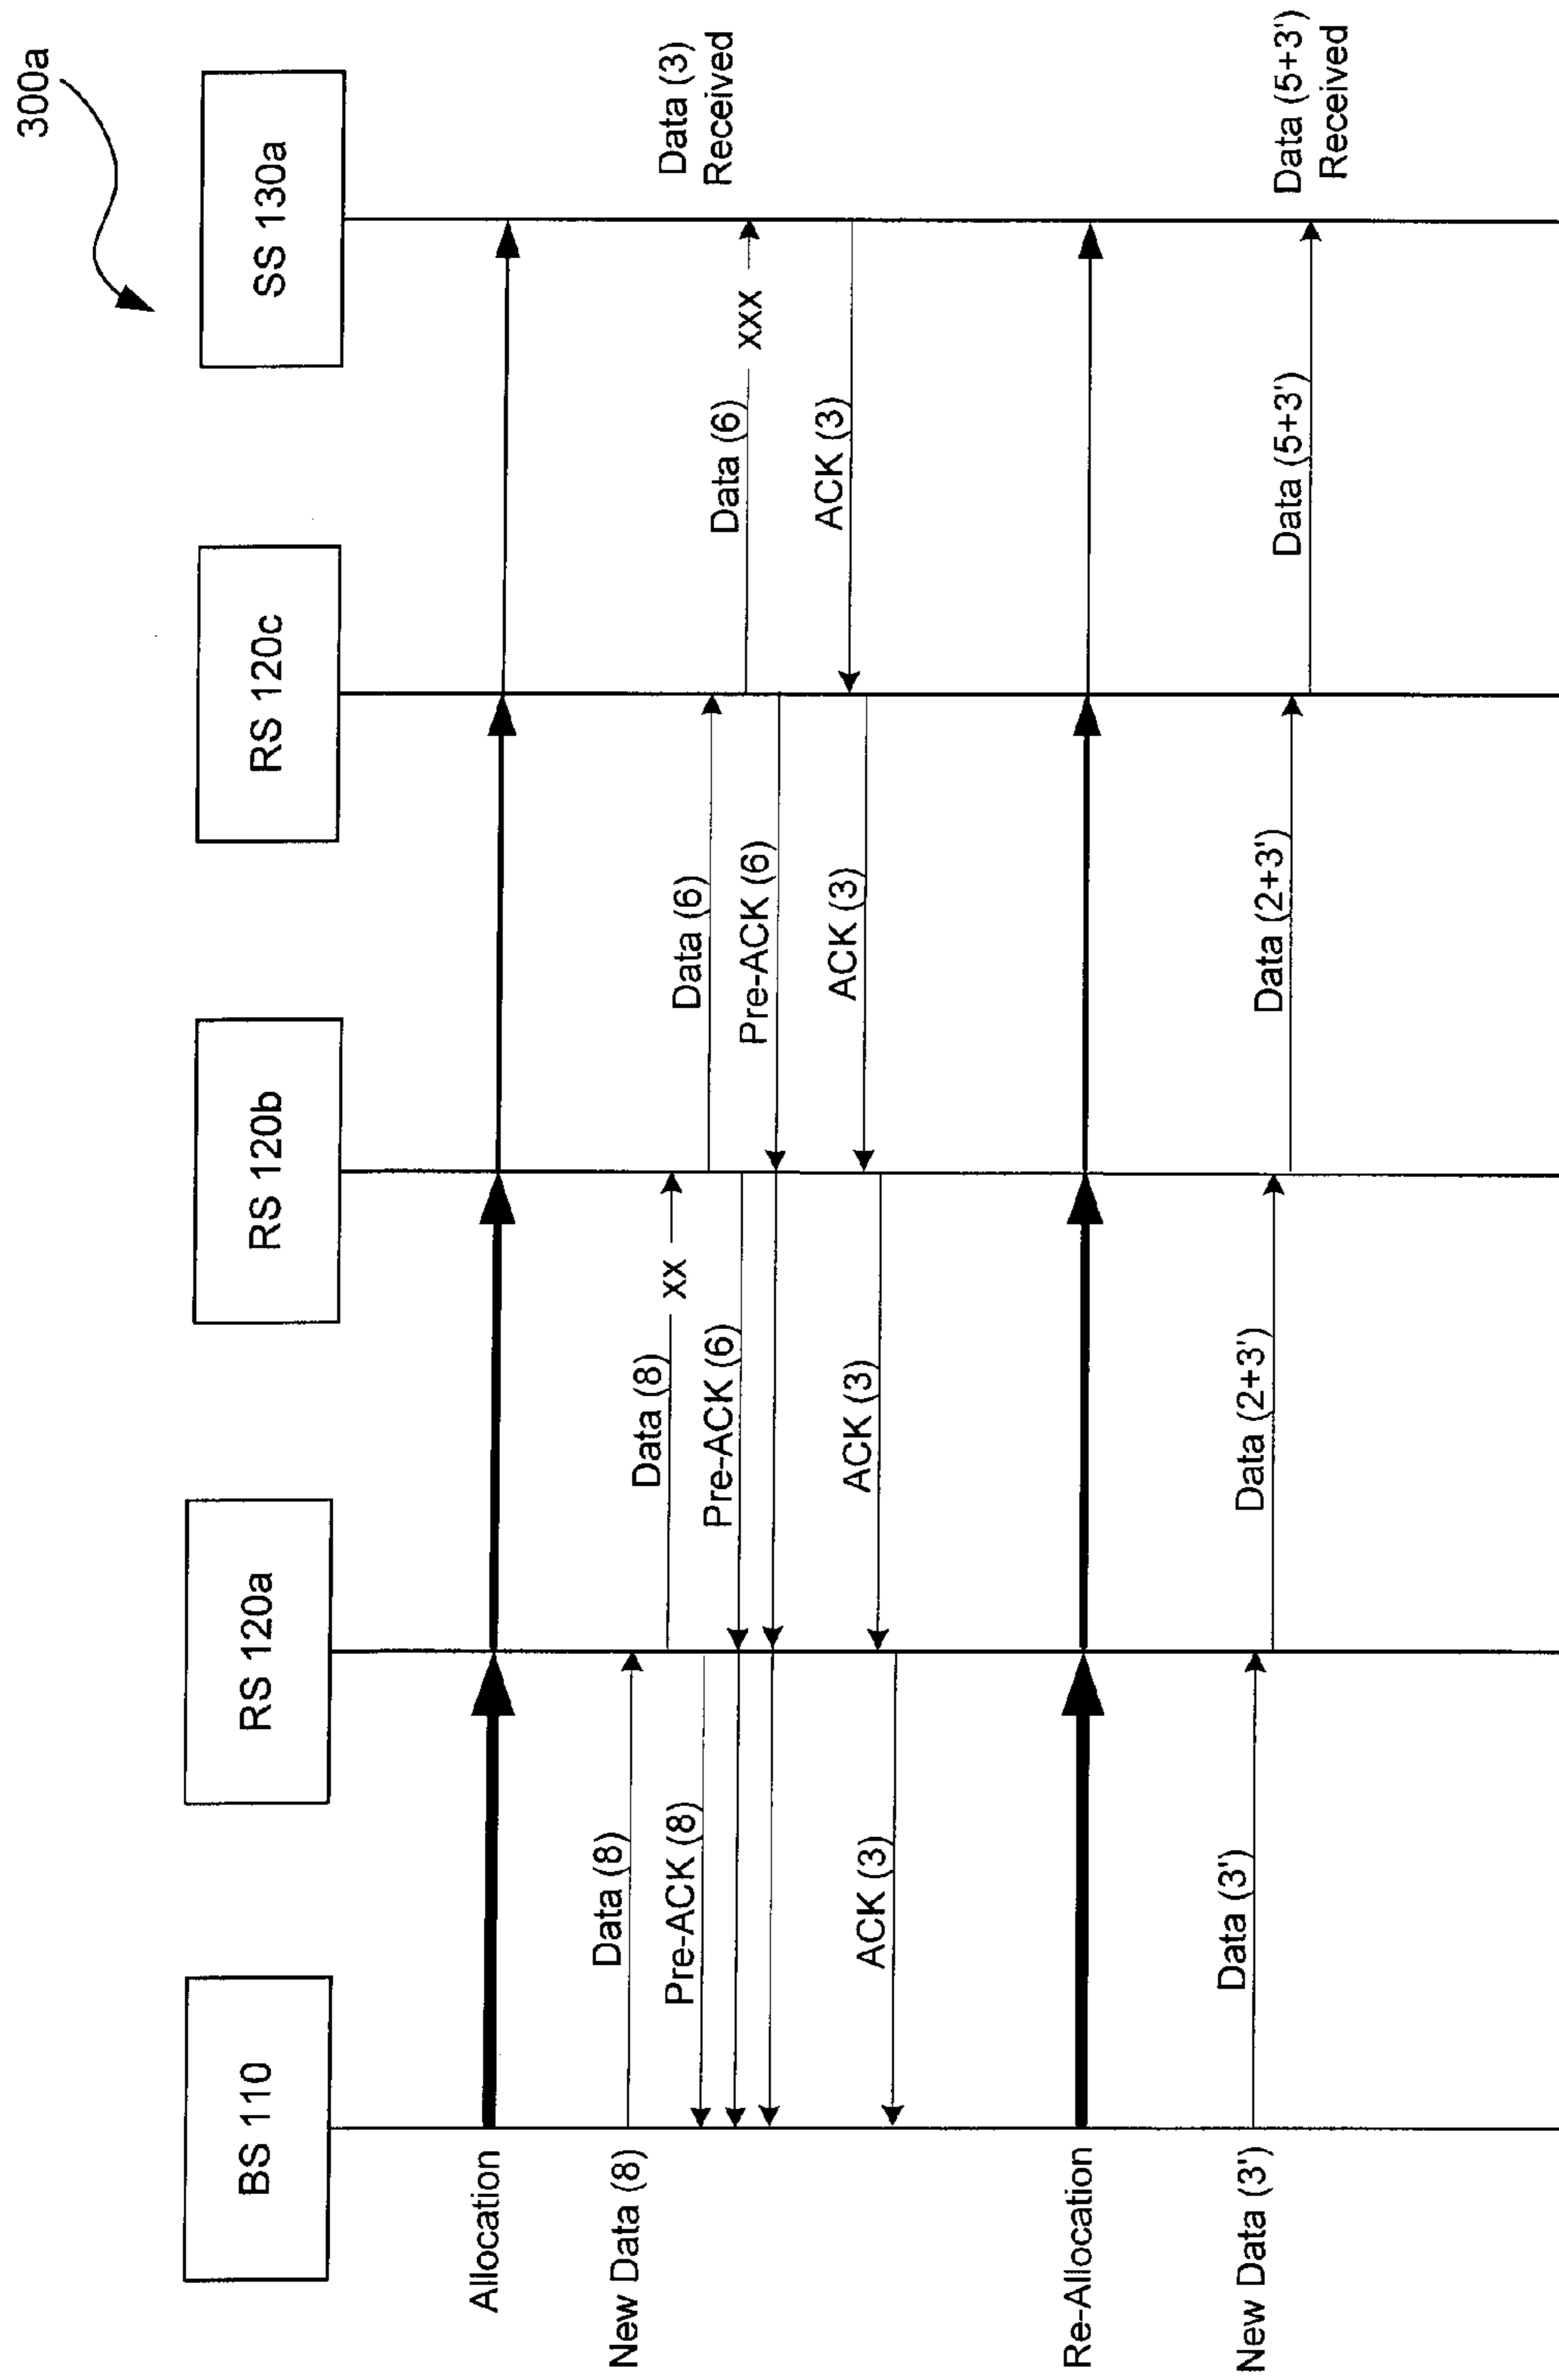 300a
BS 110
RS 120a
RS 120b
RS 120c
SS 130a
Allocation
New Data (8)
Data (8)
Data (8)
xx
Data (6)
Data (6)
xxx
Data (3)
Received
Pre-ACK (8)
Pre-ACK (6)
Pre-ACK (6)
ACK (3)
ACK (3)
ACK (3)
ACK (3)
Re-Allocation
New Data (3')
Data (3')
Data (2+3')
Data (2+3')
Data (5+3')
Data (5+3')
Received